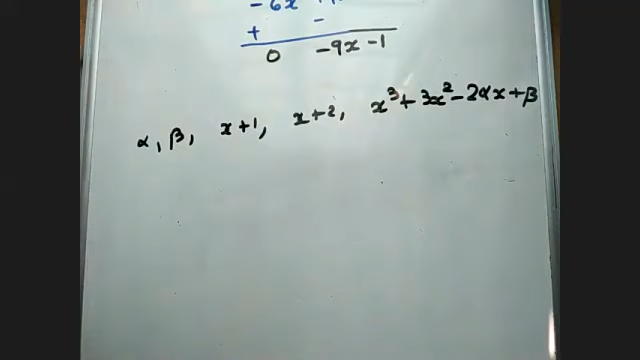 - 6x
+ -
0 -9x -1
α, β, x+1, x+2, x³+3x²-2αx+β